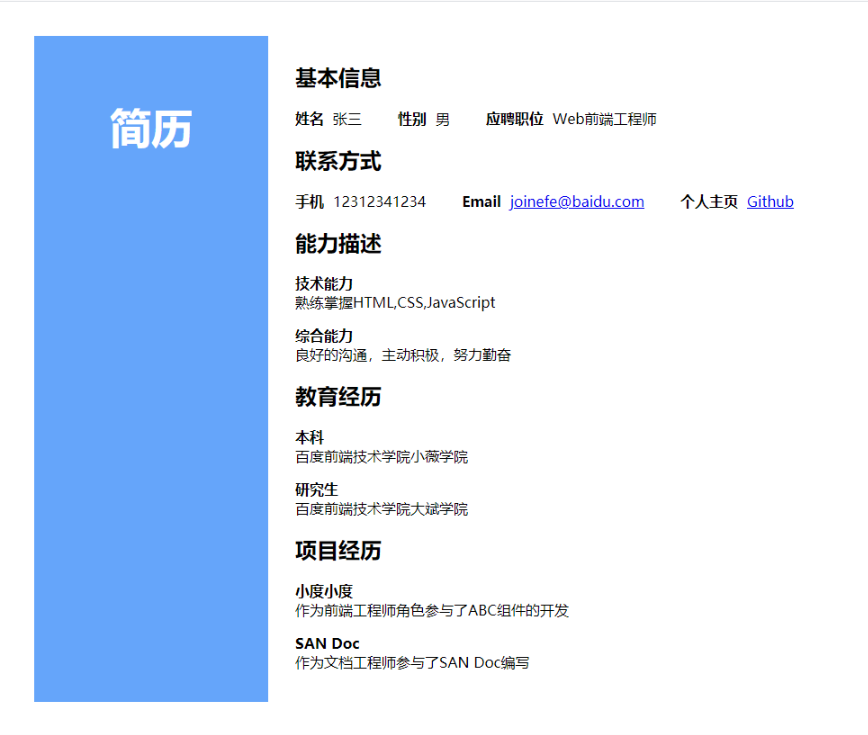 简历
基本信息
姓名 张三 性别 男 应聘职位 Web前端工程师
联系方式
手机 12312341234 Email joinefe@baidu.com 个人主页 Github
能力描述
技术能力
熟练掌握HTML,CSS,JavaScript
综合能力
良好的沟通，主动积极，努力勤奋
教育经历
本科
百度前端技术学院小薇学院
研究生
百度前端技术学院大斌学院
项目经历
小度小度
作为前端工程师角色参与了ABC组件的开发
SAN Doc
作为文档工程师参与了SAN Doc编写